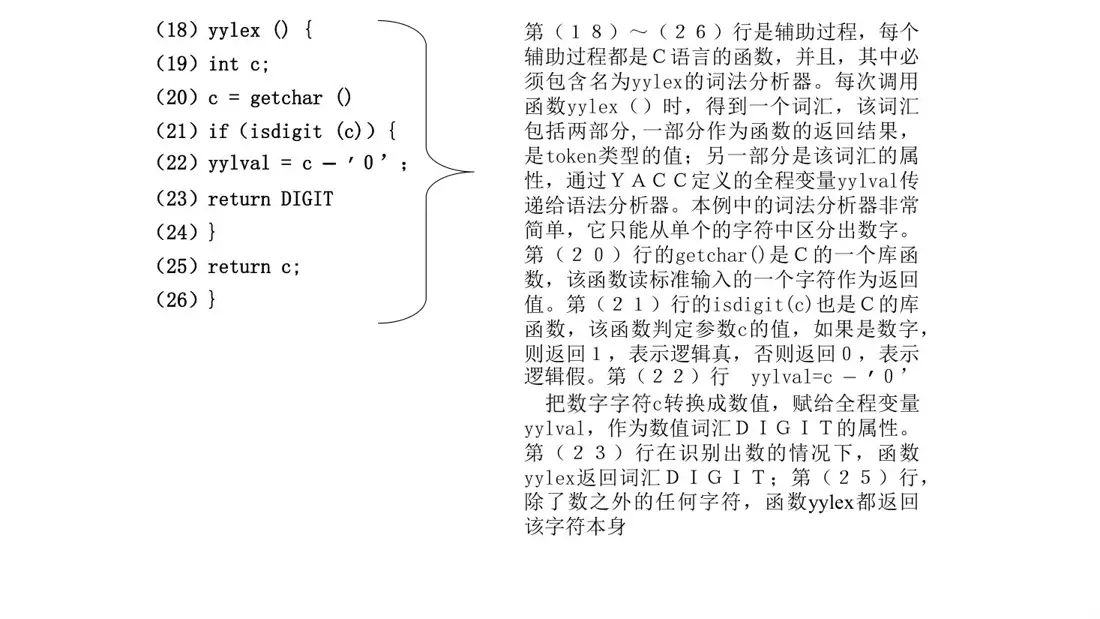 (18) yylex () {
(19) int c;
(20) c = getchar ()
(21) if (isdigit (c)) {
(22) yylval = c －′0’;
(23) return DIGIT
(24) }
(25) return c;
(26) }
第（１８）～（２６）行是辅助过程，每个
辅助过程都是Ｃ语言的函数，并且，其中必
须包含名为yylex的词法分析器。每次调用
函数yylex（）时，得到一个词汇，该词汇
包括两部分,一部分作为函数的返回结果，
是token类型的值；另一部分是该词汇的属
性，通过ＹＡＣＣ定义的全程变量yylval传
递给语法分析器。本例中的词法分析器非常
简单，它只能从单个的字符中区分出数字。
第（２０）行的getchar()是Ｃ的一个库函
数，该函数读标准输入的一个字符作为返回
值。第（２１）行的isdigit(c)也是Ｃ的库
函数，该函数判定参数c的值，如果是数字，
则返回１，表示逻辑真，否则返回０，表示
逻辑假。第（２２）行　yylval=c －′0’
把数字字符c转换成数值，赋给全程变量
yylval，作为数值词汇ＤＩＧＩＴ的属性。
第（２３）行在识别出数的情况下，函数
yylex返回词汇ＤＩＧＩＴ；第（２５）行，
除了数之外的任何字符，函数yylex都返回
该字符本身